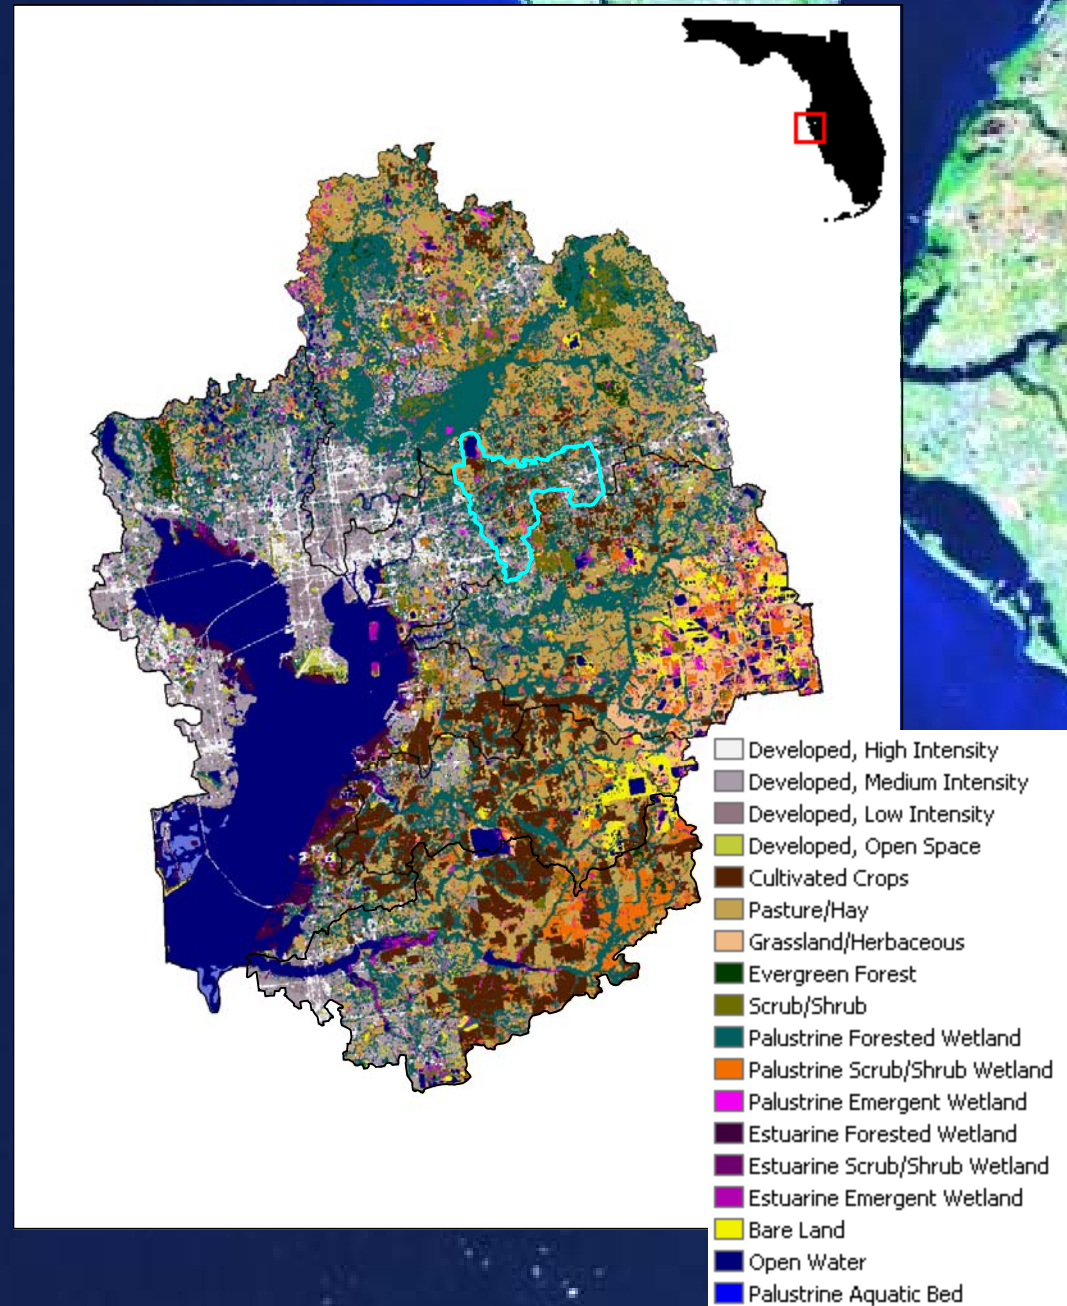 Developed, High Intensity
Developed, Medium Intensity
Developed, Low Intensity
Developed, Open Space
Cultivated Crops
Pasture/Hay
Grassland/Herbaceous
Evergreen Forest
Scrub/Shrub
Palustrine Forested Wetland
Palustrine Scrub/Shrub Wetland
Palustrine Emergent Wetland
Estuarine Forested Wetland
Estuarine Scrub/Shrub Wetland
Estuarine Emergent Wetland
Bare Land
Open Water
Palustrine Aquatic Bed